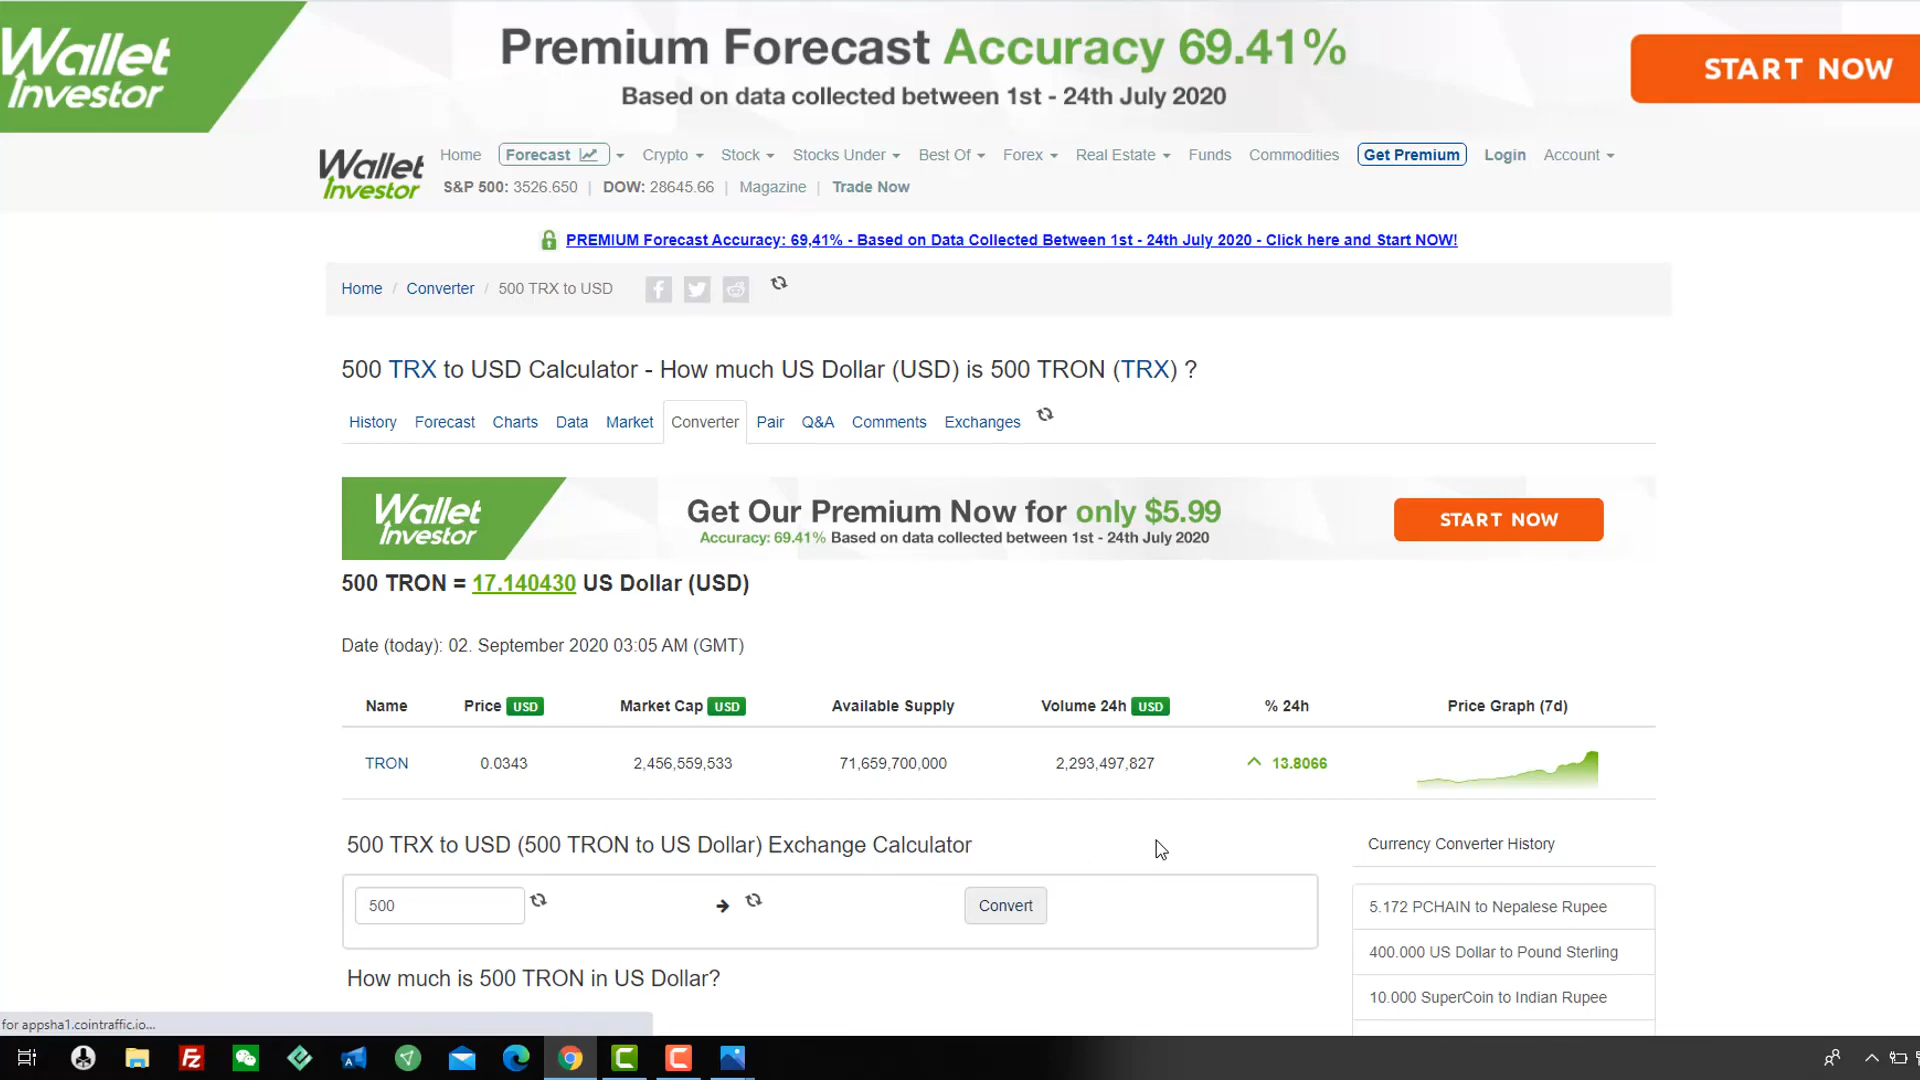 Wallet
Investor
Premium Forecast Accuracy 69.41%
Based on data collected between 1st - 24th July 2020
START NOW
Wallet
Investor
Home Forecast Crypto Stock Stocks Under Best Of Forex Real Estate Funds Commodities Get Premium Login Account
S&P 500: 3526.650 | DOW: 28645.66 | Magazine | Trade Now
PREMIUM Forecast Accuracy: 69,41% - Based on Data Collected Between 1st - 24th July 2020 - Click here and Start NOW!
Home / Converter / 500 TRX to USD
500 TRX to USD Calculator - How much US Dollar (USD) is 500 TRON (TRX) ?
History Forecast Charts Data Market Converter Pair Q&A Comments Exchanges
Wallet
Investor
Get Our Premium Now for only $5.99
Accuracy: 69.41% Based on data collected between 1st - 24th July 2020
START NOW
500 TRON = 17.140430 US Dollar (USD)
Date (today): 02. September 2020 03:05 AM (GMT)
Name Price USD Market Cap USD Available Supply Volume 24h USD % 24h Price Graph (7d)
TRON 0.0343 2,456,559,533 71,659,700,000 2,293,497,827 13.8066
500 TRX to USD (500 TRON to US Dollar) Exchange Calculator
500 Convert
How much is 500 TRON in US Dollar?
Currency Converter History
5.172 PCHAIN to Nepalese Rupee
400.000 US Dollar to Pound Sterling
10.000 SuperCoin to Indian Rupee
for appsha1.cointraffic.io...